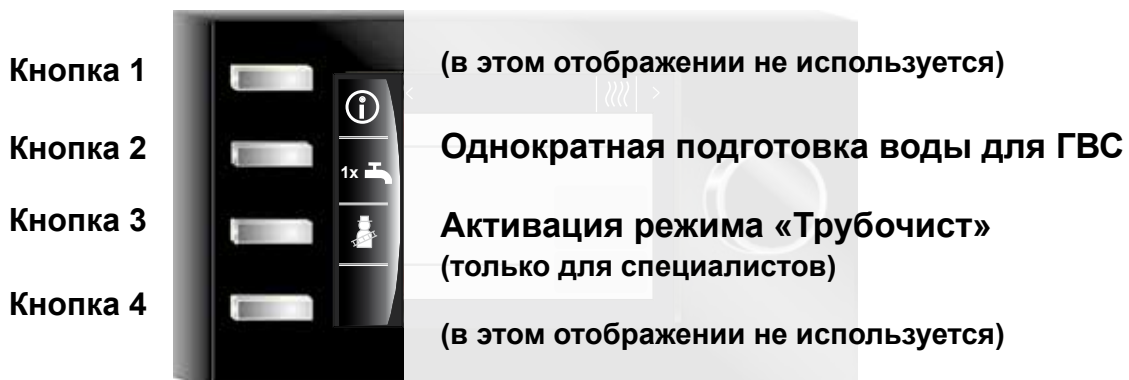 Кнопка 1
(в этом отображении не используется)
Кнопка 2
1x
Однократная подготовка воды для ГВС
Кнопка 3
Активация режима «Трубочист»
(только для специалистов)
Кнопка 4
(в этом отображении не используется)